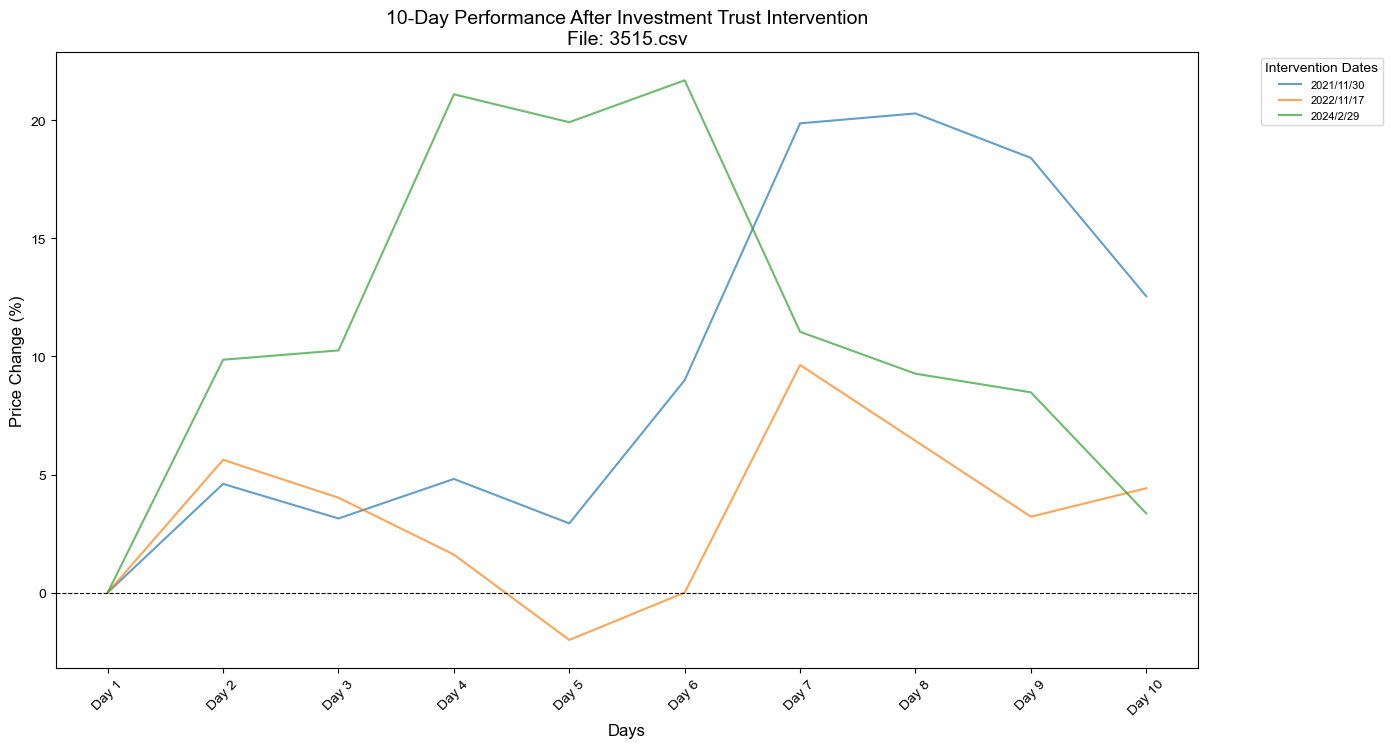 10-Day Performance After Investment Trust Intervention
File: 3515.csv
Intervention Dates
2021/11/30
2022/11/17
2024/2/29
Price Change (%)
20
15
10
5
0
Day 1
Day 2
Day 3
Day 4
Day 5
Day 6
Day 7
Day 8
Day 9
Day 10
Days